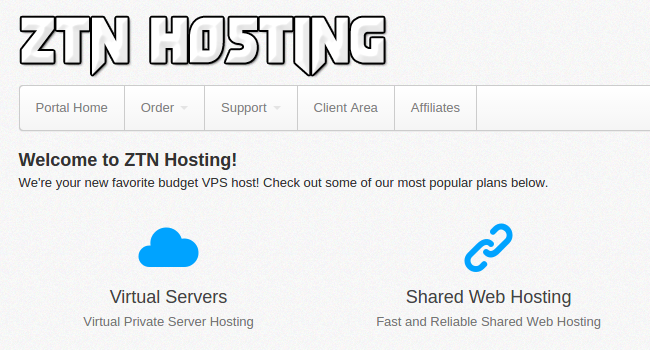 ZTN HOSTING
Portal Home Order Support Client Area Affiliates
Welcome to ZTN Hosting!
We're your new favorite budget VPS host! Check out some of our most popular plans below.
Virtual Servers Shared Web Hosting
Virtual Private Server Hosting Fast and Reliable Shared Web Hosting